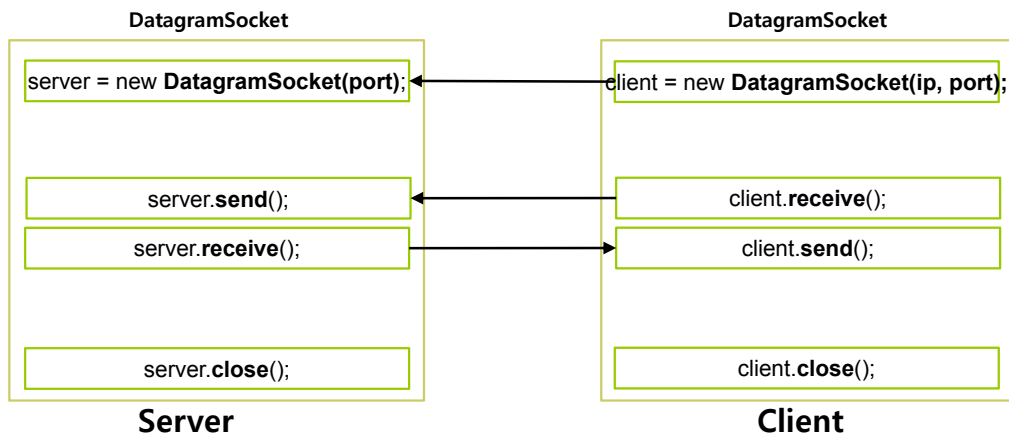 DatagramSocket
DatagramSocket
server = new DatagramSocket(port);
client = new DatagramSocket(ip, port);
server.send();
client.receive();
server.receive();
client.send();
server.close();
client.close();
Server
Client